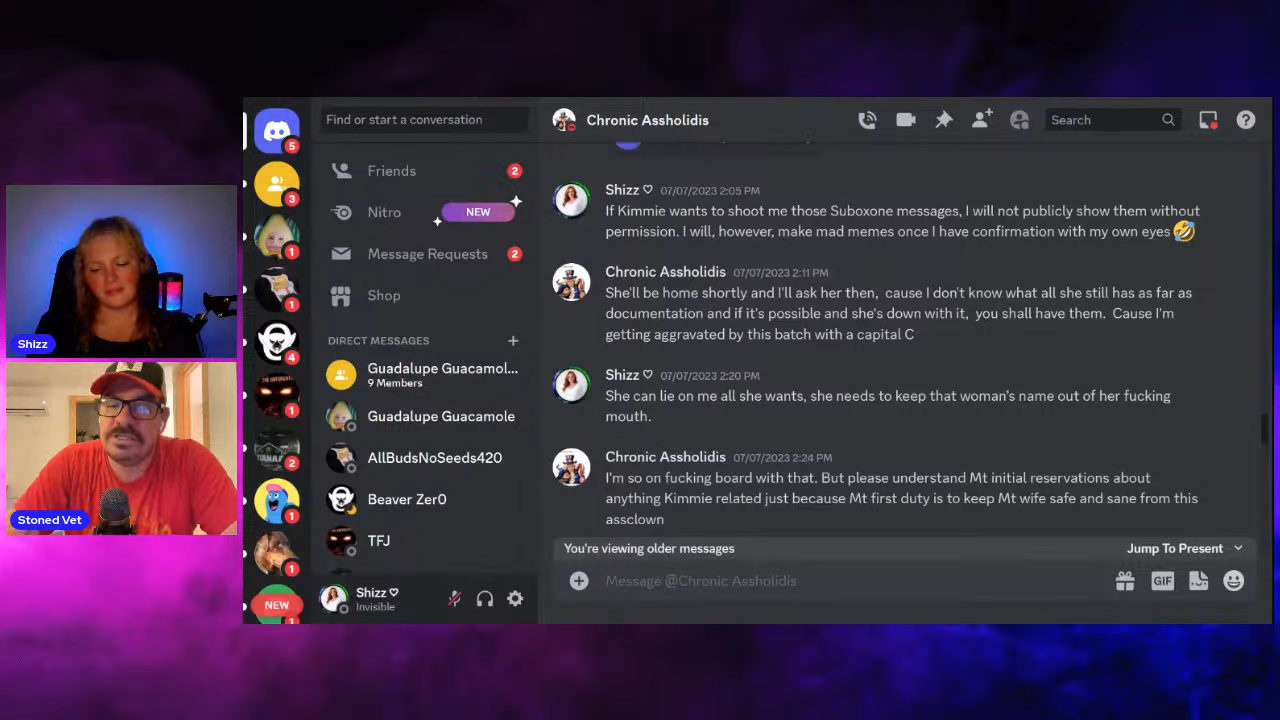 Find or start a conversation
Chronic Assholidis
Search
5
3
1
1
4
1
2
1
1
NEW
1
Friends
2
Nitro
NEW
Message Requests
2
Shop
DIRECT MESSAGES
Guadalupe Guacamol...
9 Members
Guadalupe Guacamole
AllBudsNoSeeds420
Beaver Zer0
TFJ
Shizz ♡
Invisible
Shizz ♡ 07/07/2023 2:05 PM
If Kimmie wants to shoot me those Suboxone messages, I will not publicly show them without
permission. I will, however, make mad memes once I have confirmation with my own eyes 🤣
Chronic Assholidis 07/07/2023 2:11 PM
She'll be home shortly and I'll ask her then, cause I don't know what all she still has as far as
documentation and if it's possible and she's down with it, you shall have them. Cause I'm
getting aggravated by this batch with a capital C
Shizz ♡ 07/07/2023 2:20 PM
She can lie on me all she wants, she needs to keep that woman's name out of her fucking
mouth.
Chronic Assholidis 07/07/2023 2:24 PM
I'm so on fucking board with that. But please understand Mt initial reservations about
anything Kimmie related just because Mt first duty is to keep Mt wife safe and sane from this
assclown
You're viewing older messages
Jump To Present
Message @Chronic Assholidis
GIF
Shizz
Stoned Vet